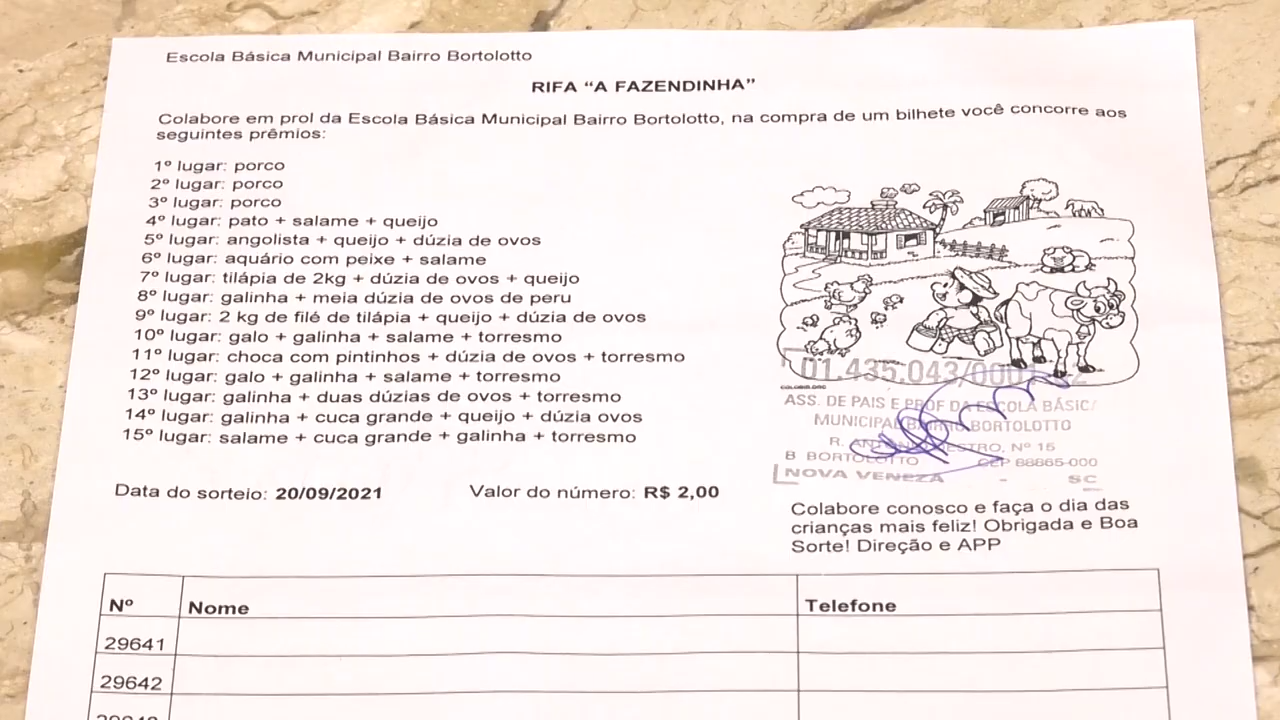 Escola Básica Municipal Bairro Bortolotto
RIFA “A FAZENDINHA”
Colabore em prol da Escola Básica Municipal Bairro Bortolotto, na compra de um bilhete você concorre aos
seguintes prêmios:
1º lugar: porco
2º lugar: porco
3º lugar: porco
4º lugar: pato + salame + queijo
5º lugar: angolista + queijo + dúzia de ovos
6º lugar: aquário com peixe + salame
7º lugar: tilápia de 2kg + dúzia de ovos + queijo
8º lugar: galinha + meia dúzia de ovos de peru
9º lugar: 2 kg de filé de tilápia + queijo + dúzia de ovos
10º lugar: galo + galinha + salame + torresmo
11º lugar: choca com pintinhos + dúzia de ovos + torresmo
12º lugar: galo + galinha + salame + torresmo
13º lugar: galinha + duas dúzias de ovos + torresmo
14º lugar: galinha + cuca grande + queijo + dúzia ovos
15º lugar: salame + cuca grande + galinha + torresmo
01.435.043/
ASS. DE PAIS E PROF DA ESCOLA BÁSICA
MUNICIPAL BAIRRO BORTOLOTTO
R. Nº 15
B BORTOLOTTO CEP 88865-000
NOVA VENEZA - SC
Data do sorteio: 20/09/2021 Valor do número: R$ 2,00
Colabore conosco e faça o dia das
crianças mais feliz! Obrigada e Boa
Sorte! Direção e APP
Nº Nome Telefone
29641
29642